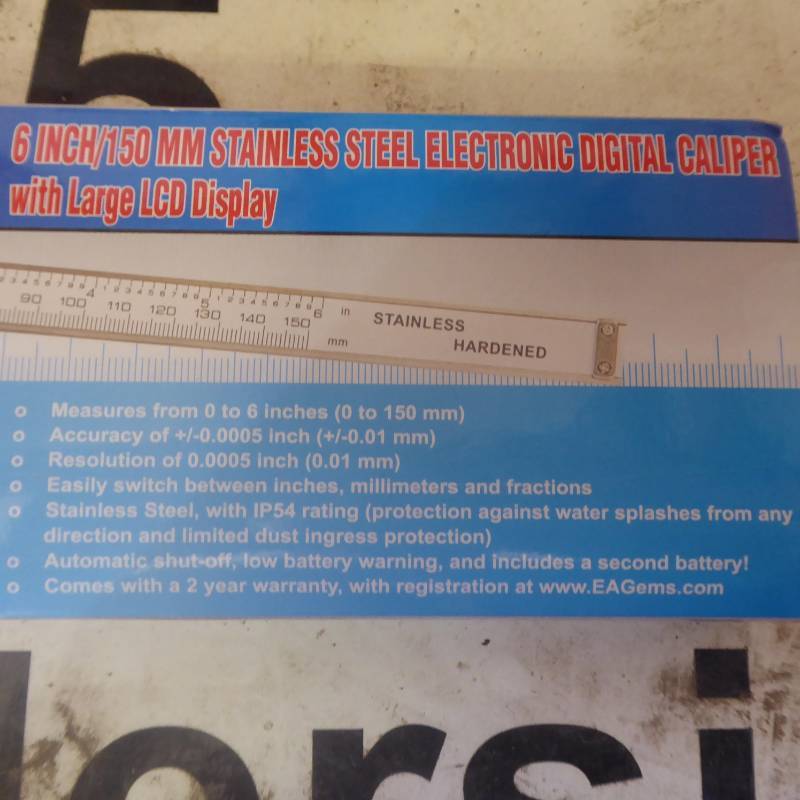 5
6 INCH/150 MM STAINLESS STEEL ELECTRONIC DIGITAL CALIPER
with Large LCD Display
4 5 6 in
90 100 110 120 130 140 150 mm
STAINLESS
HARDENED
o Measures from 0 to 6 inches (0 to 150 mm)
o Accuracy of +/-0.0005 inch (+/-0.01 mm)
o Resolution of 0.0005 inch (0.01 mm)
o Easily switch between inches, millimeters and fractions
o Stainless Steel, with IP54 rating (protection against water splashes from any
direction and limited dust ingress protection)
o Automatic shut-off, low battery warning, and includes a second battery!
o Comes with a 2 year warranty, with registration at www.EAGems.com